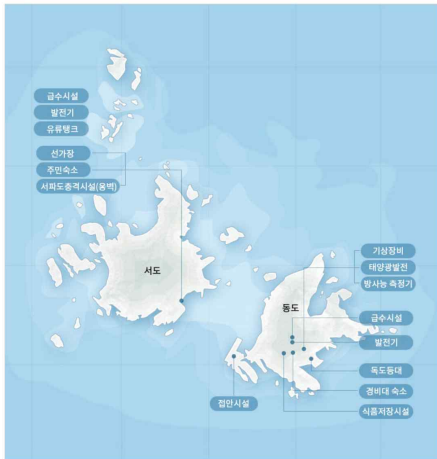 급수시설
발전기
유류탱크
선가장
주민숙소
서파도충격시설(옹벽)
서도
기상장비
태양광발전
방사능 측정기
동도
급수시설
발전기
독도등대
경비대 숙소
식품저장시설
접안시설